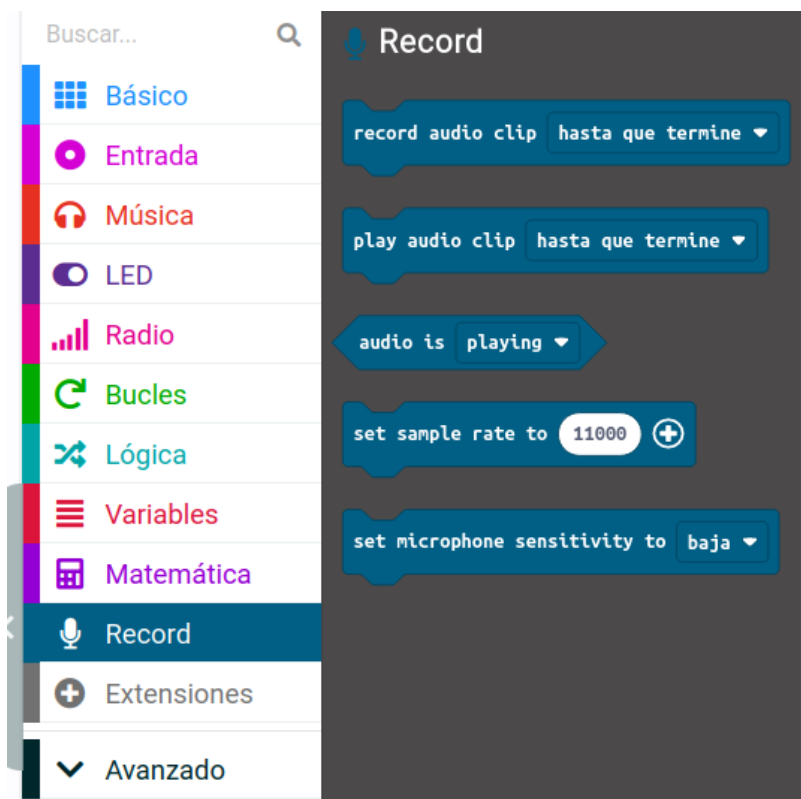 Buscar...
Básico
Entrada
Música
LED
Radio
Bucles
Lógica
Variables
Matemática
Record
Extensiones
Avanzado
Record
record audio clip hasta que termine
play audio clip hasta que termine
audio is playing
set sample rate to 11000
set microphone sensitivity to baja